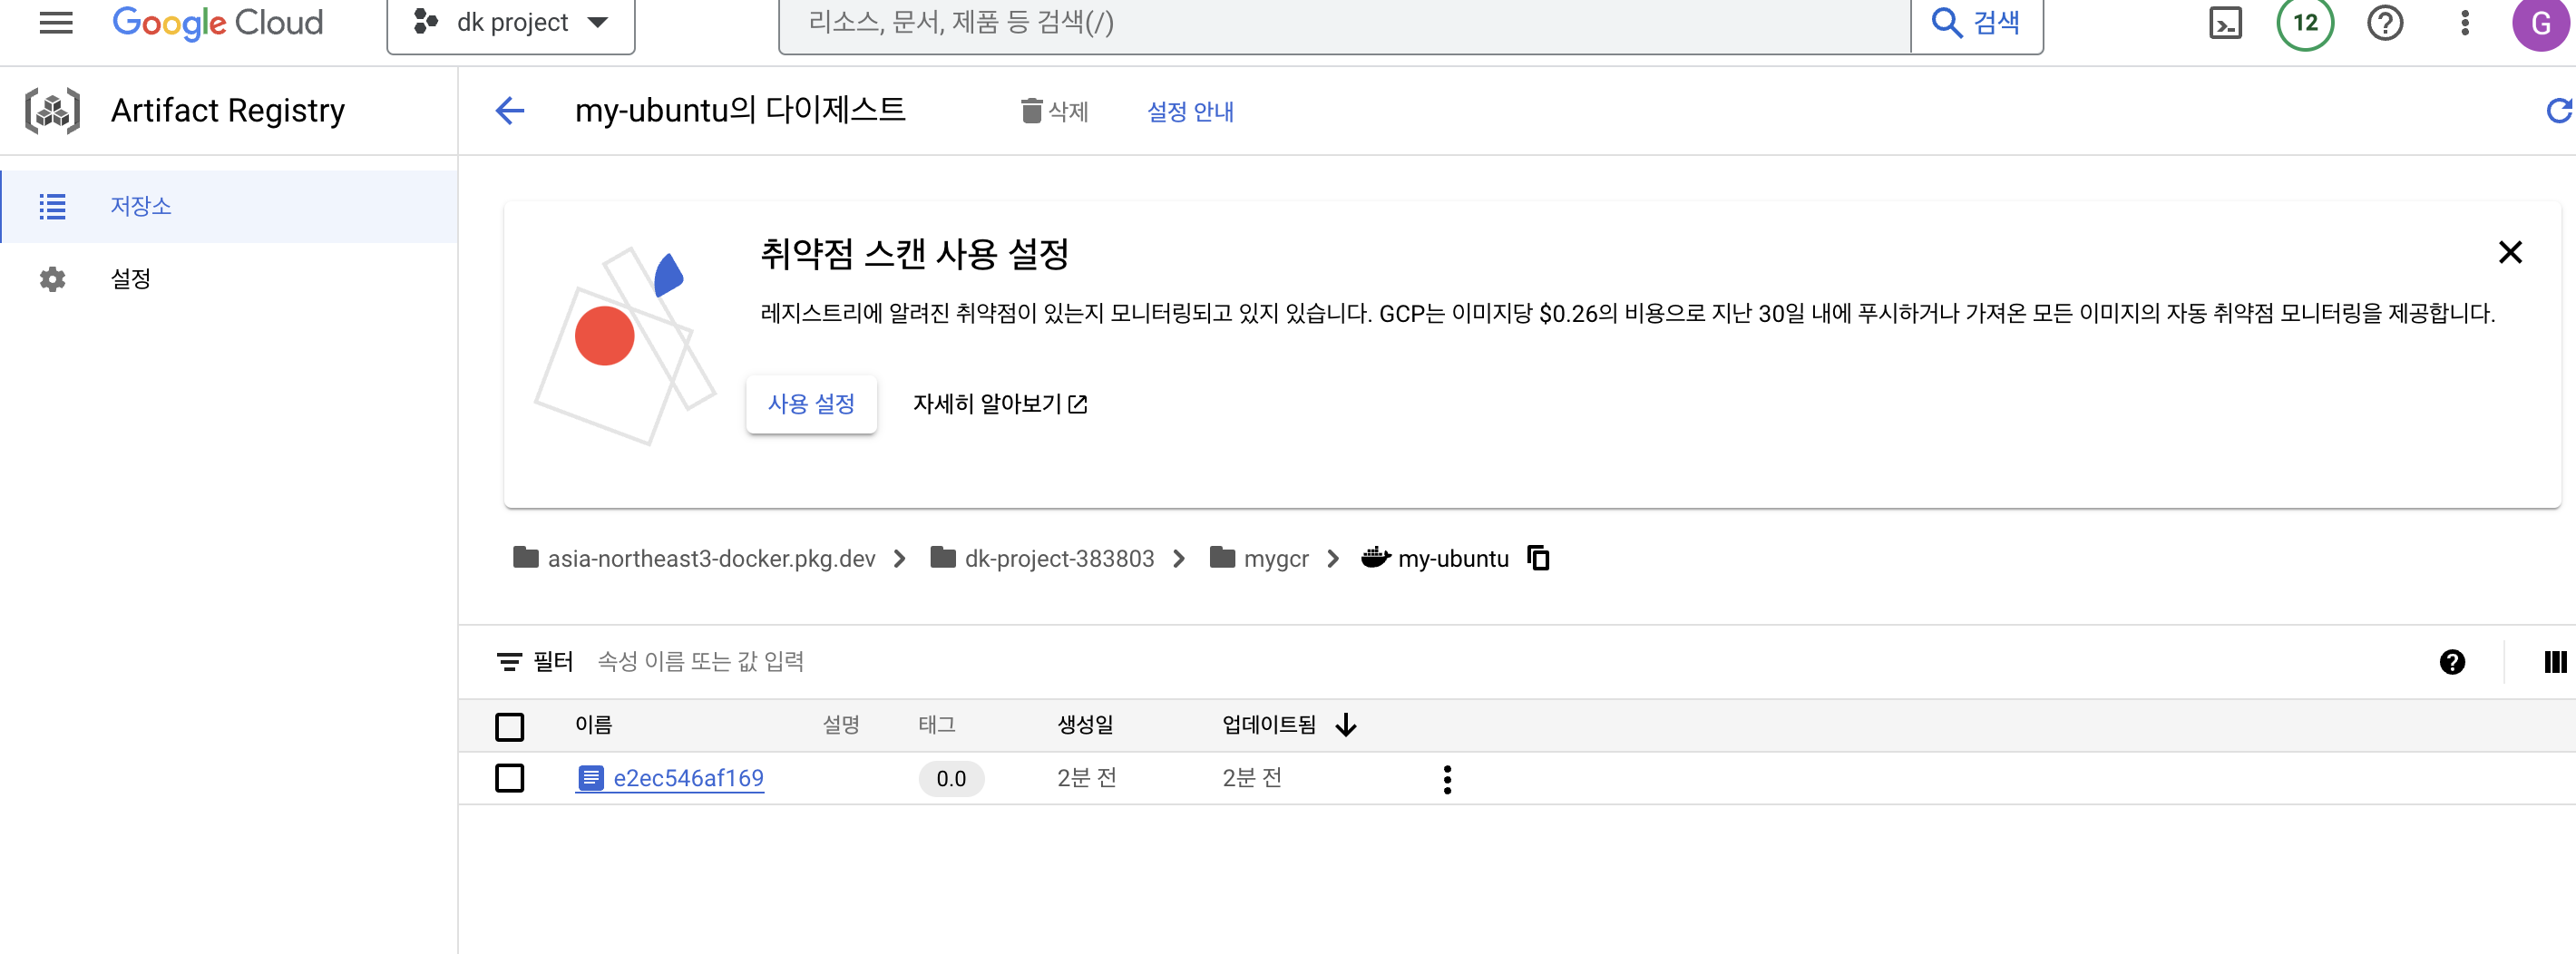 Google Cloud
dk project
리소스, 문서, 제품 등 검색(/)
검색
12
G
Artifact Registry
my-ubuntu의 다이제스트
삭제
설정 안내
저장소
설정
취약점 스캔 사용 설정
레지스트리에 알려진 취약점이 있는지 모니터링되고 있지 있습니다. GCP는 이미지당 $0.26의 비용으로 지난 30일 내에 푸시하거나 가져온 모든 이미지의 자동 취약점 모니터링을 제공합니다.
사용 설정
자세히 알아보기
asia-northeast3-docker.pkg.dev
dk-project-383803
mygcr
my-ubuntu
필터
속성 이름 또는 값 입력
이름 설명 태그 생성일 업데이트됨
e2ec546af169 0.0 2분 전 2분 전